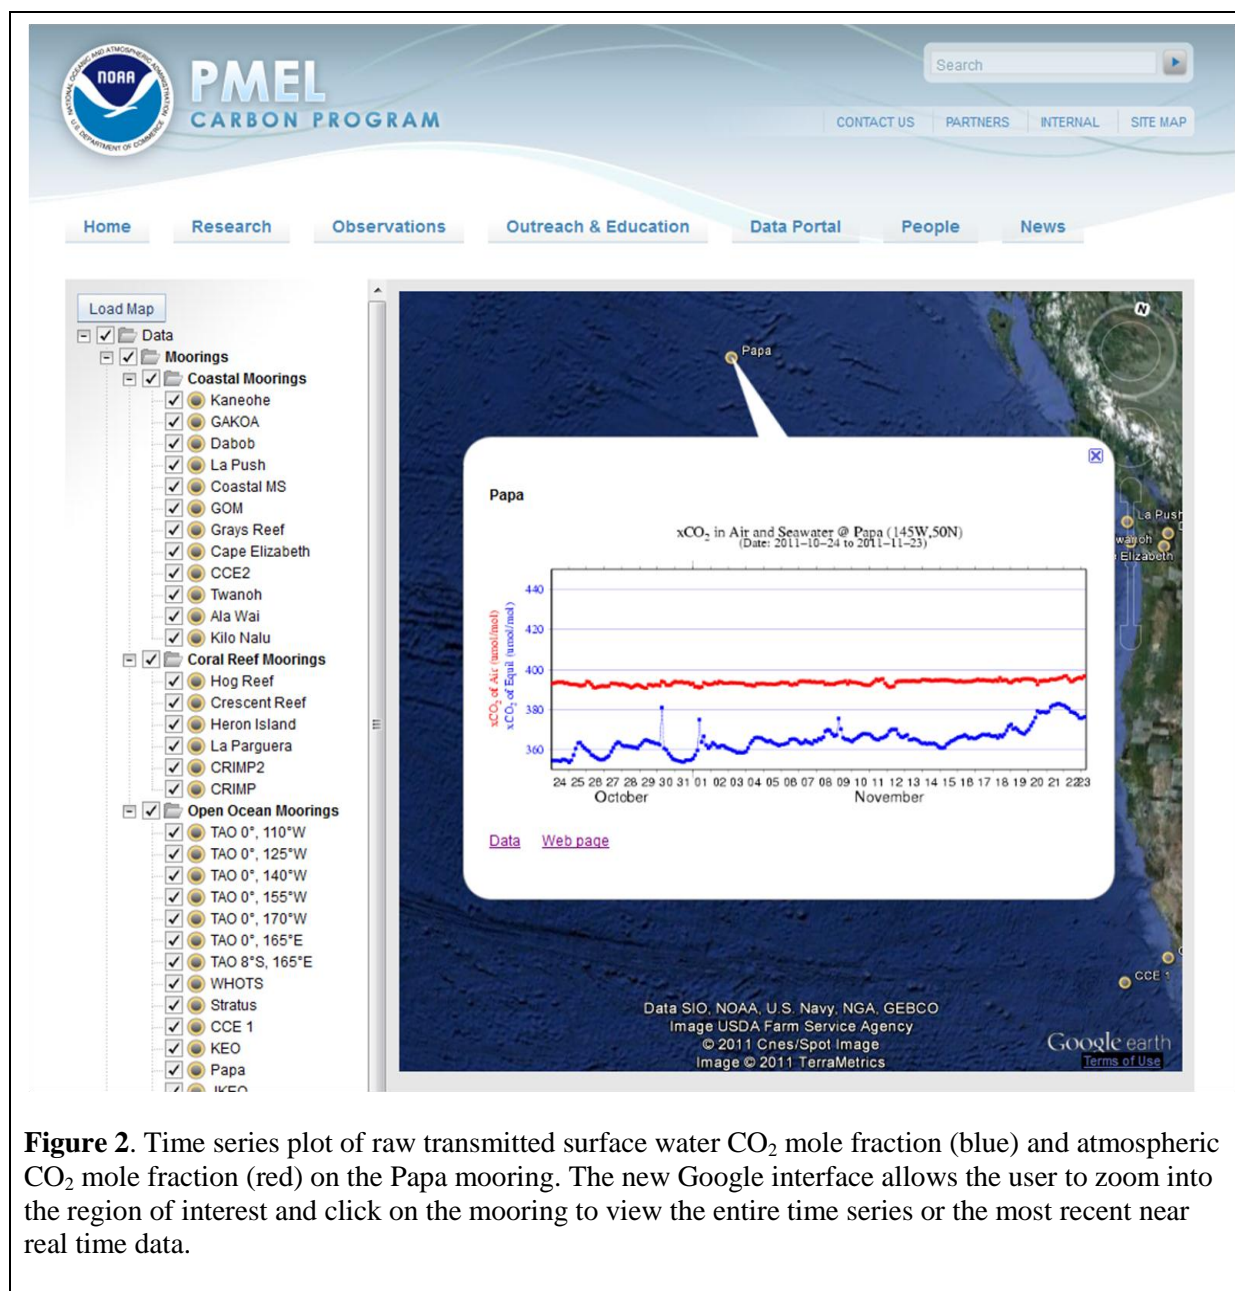 NOAA
NATIONAL OCEANIC AND ATMOSPHERIC ADMINISTRATION
U.S. DEPARTMENT OF COMMERCE
PMEL
CARBON PROGRAM
Search
CONTACT US
PARTNERS
INTERNAL
SITE MAP
Home
Research
Observations
Outreach & Education
Data Portal
People
News
Load Map
Data
Moorings
Coastal Moorings
Kaneohe
GAKOA
Dabob
La Push
Coastal MS
GOM
Grays Reef
Cape Elizabeth
CCE2
Twanoh
Ala Wai
Kilo Nalu
Coral Reef Moorings
Hog Reef
Crescent Reef
Heron Island
La Parguera
CRIMP2
CRIMP
Open Ocean Moorings
TAO 0°, 110°W
TAO 0°, 125°W
TAO 0°, 140°W
TAO 0°, 155°W
TAO 0°, 170°W
TAO 0°, 165°E
TAO 8°S, 165°E
WHOTS
Stratus
CCE 1
KEO
Papa
JKEO
N
Papa
La Push
wanoh
Elizabeth
Papa
xCO₂ in Air and Seawater @ Papa (145W,50N)
(Date: 2011-10-24 to 2011-11-23)
xCO₂ of Air (umol/mol)
xCO₂ of Equil (umol/mol)
440
420
400
380
360
24 25 26 27 28 29 30 31 01 02 03 04 05 06 07 08 09 10 11 12 13 14 15 16 17 18 19 20 21 22 23
October November
Data Web page
CCE 1
Data SIO, NOAA, U.S. Navy, NGA, GEBCO
Image USDA Farm Service Agency
© 2011 Cnes/Spot Image
Image © 2011 TerraMetrics
Google earth
Terms of Use
Figure 2. Time series plot of raw transmitted surface water CO₂ mole fraction (blue) and atmospheric
CO₂ mole fraction (red) on the Papa mooring. The new Google interface allows the user to zoom into
the region of interest and click on the mooring to view the entire time series or the most recent near
real time data.